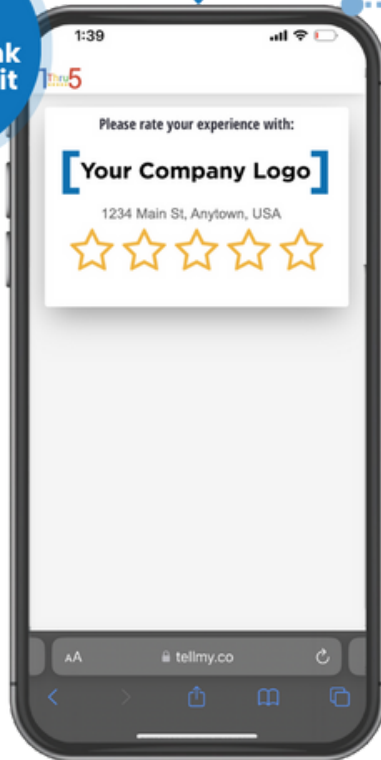 it
1:39
Thru5
Please rate your experience with:
[Your Company Logo]
1234 Main St, Anytown, USA
AA
tellmy.co